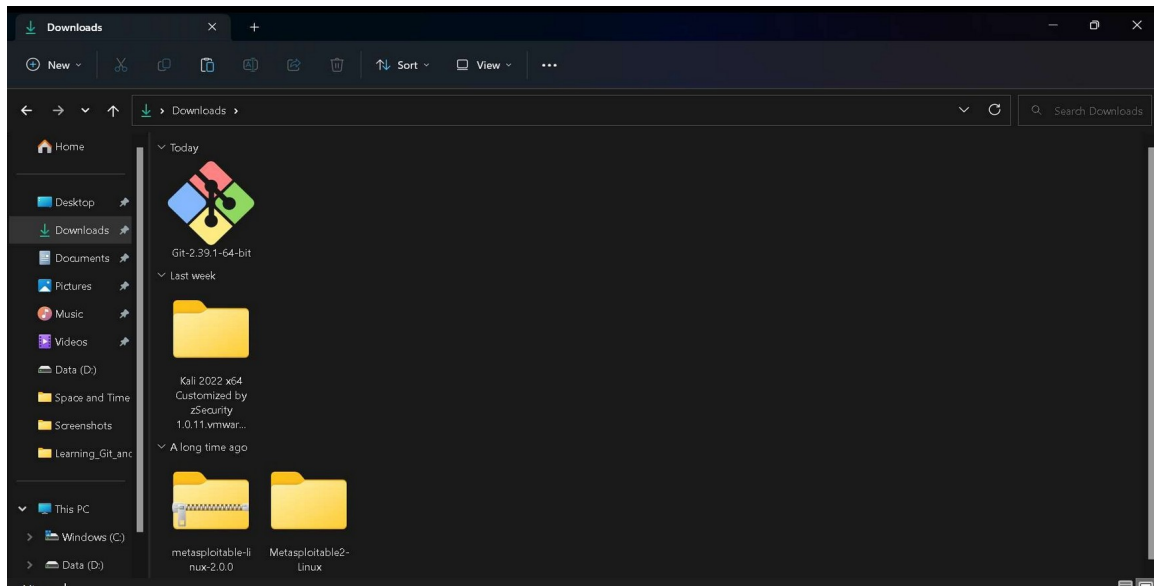 Downloads
New
Sort
View
Downloads
Search Downloads
Home
Desktop
Downloads
Documents
Pictures
Music
Videos
Data (D:)
Space and Time
Screenshots
Learning_Git_and
This PC
Windows (C:)
Data (D:)
Today
Git-2.39.1-64-bit
Last week
Kali 2022 x64
Customized by
zSecurity
1.0.11.vmwar...
A long time ago
metasploitable-li
nux-2.0.0
Metasploitable2-
Linux